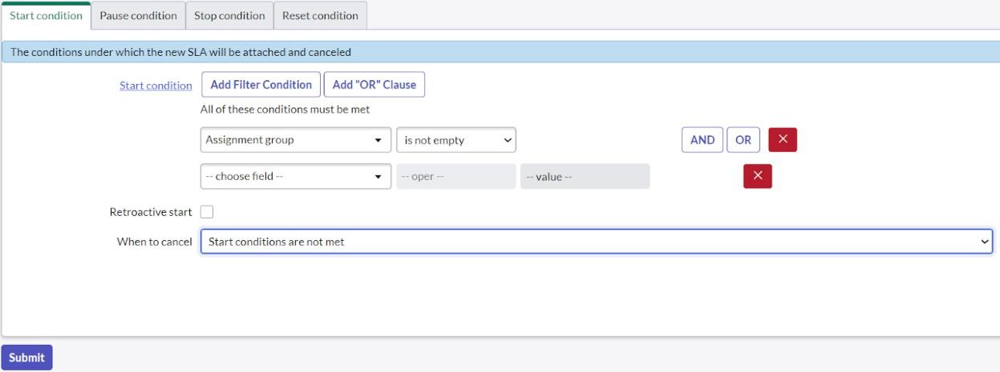 Start condition Pause condition Stop condition Reset condition
The conditions under which the new SLA will be attached and canceled
Start condition Add Filter Condition Add "OR" Clause
All of these conditions must be met
Assignment group is not empty AND OR
-- choose field -- -- oper -- -- value --
Retroactive start
When to cancel Start conditions are not met
Submit